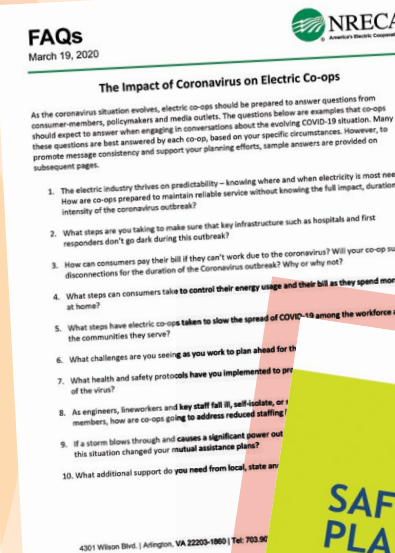 FAQs
March 19, 2020
NRECA
America's Electric
The Impact of Coronavirus on Electric Co-ops
As the coronavirus situation evolves, electric co-ops should be prepared to answer questions from
consumer-members, policymakers and media outlets. The questions below are examples that co-ops
should expect to answer when engaging in conversations about the evolving COVID-19 situation. Many
these questions are best answered by each co-op, based on your specific circumstances. However, to
promote message consistency and support your planning efforts, sample answers are provided on
subsequent pages.
1. The electric industry thrives on predictability – knowing where and when electricity is most
How are co-ops prepared to maintain reliable service without knowing the full impact, duration
intensity of the coronavirus outbreak?
2. What steps are you taking to make sure that key infrastructure such as hospitals and first
responders don't go dark during this outbreak?
3. How can consumers pay their bill if they can't work due to the coronavirus? Will your co-op
disconnections for the duration of the Coronavirus outbreak? Why or why not?
4. What steps can consumers take to control their energy usage and their bill as they spend
at home?
5. What steps have electric co-ops taken to slow the spread of COVID-19 among the workforce
the communities they serve?
6. What challenges are you seeing as you work to plan ahead for
7. What health and safety protocols have you implemented to
of the virus?
8. As engineers, lineworkers and key staff fall ill, self-isolate, or
members, how are co-ops going to address reduced staffing
9. If a storm blows through and causes a significant power
this situation changed your mutual assistance plans?
10. What additional support do you need from local, state
4301 Wilson Blvd. | Arlington, VA 22203-1860 | Tel: 703.90
SAF
PLA